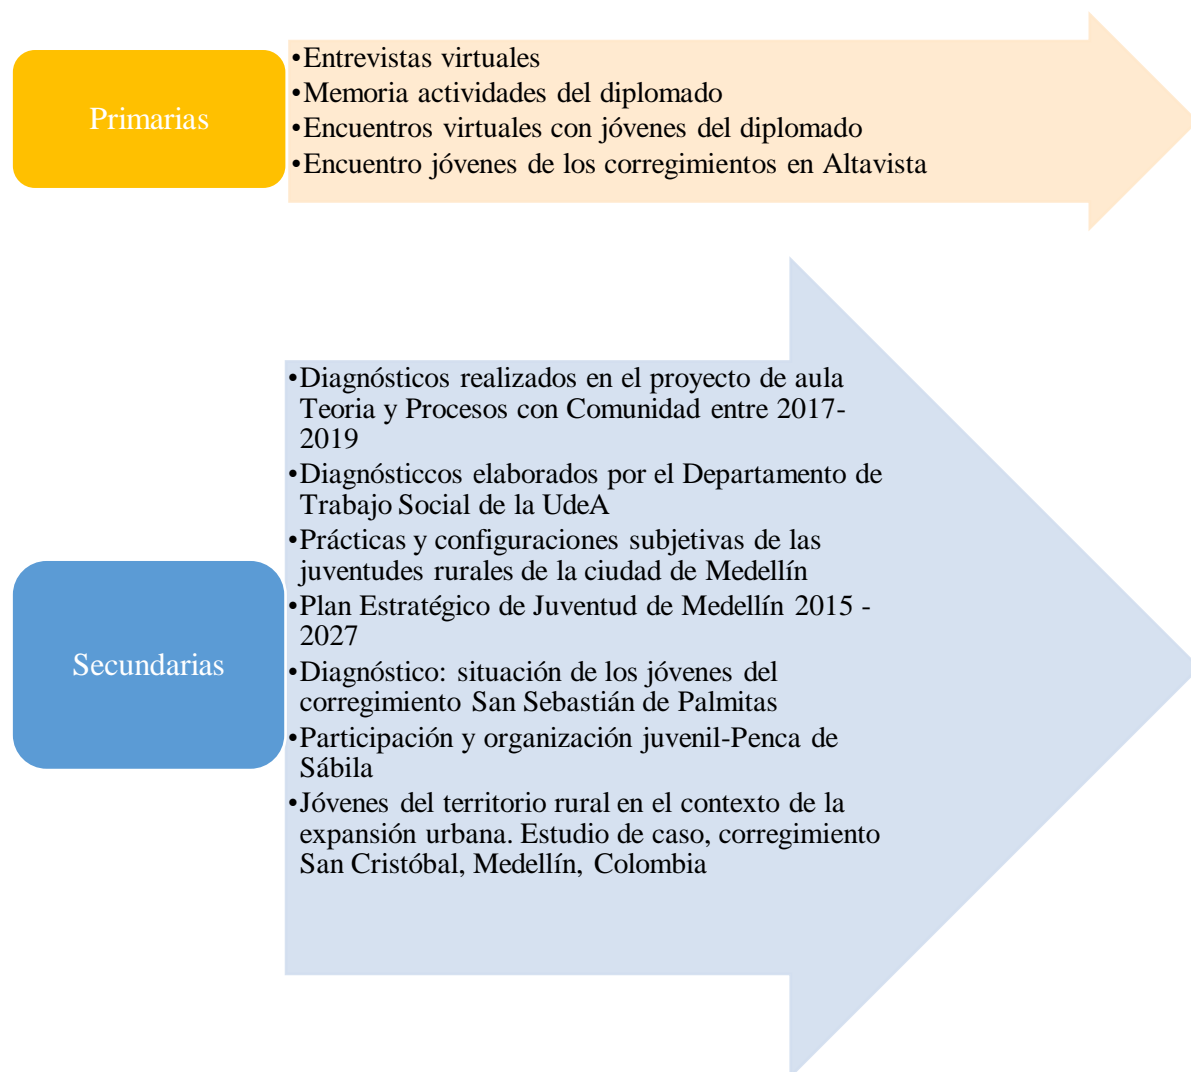 Primarias
•Entrevistas virtuales
•Memoria actividades del diplomado
•Encuentros virtuales con jóvenes del diplomado
•Encuentro jóvenes de los corregimientos en Altavista
Secundarias
•Diagnósticos realizados en el proyecto de aula
Teoria y Procesos con Comunidad entre 2017-
2019
•Diagnósticcos elaborados por el Departamento de
Trabajo Social de la UdeA
•Prácticas y configuraciones subjetivas de las
juventudes rurales de la ciudad de Medellín
•Plan Estratégico de Juventud de Medellín 2015 -
2027
•Diagnóstico: situación de los jóvenes del
corregimiento San Sebastián de Palmitas
•Participación y organización juvenil-Penca de
Sábila
•Jóvenes del territorio rural en el contexto de la
expansión urbana. Estudio de caso, corregimiento
San Cristóbal, Medellín, Colombia